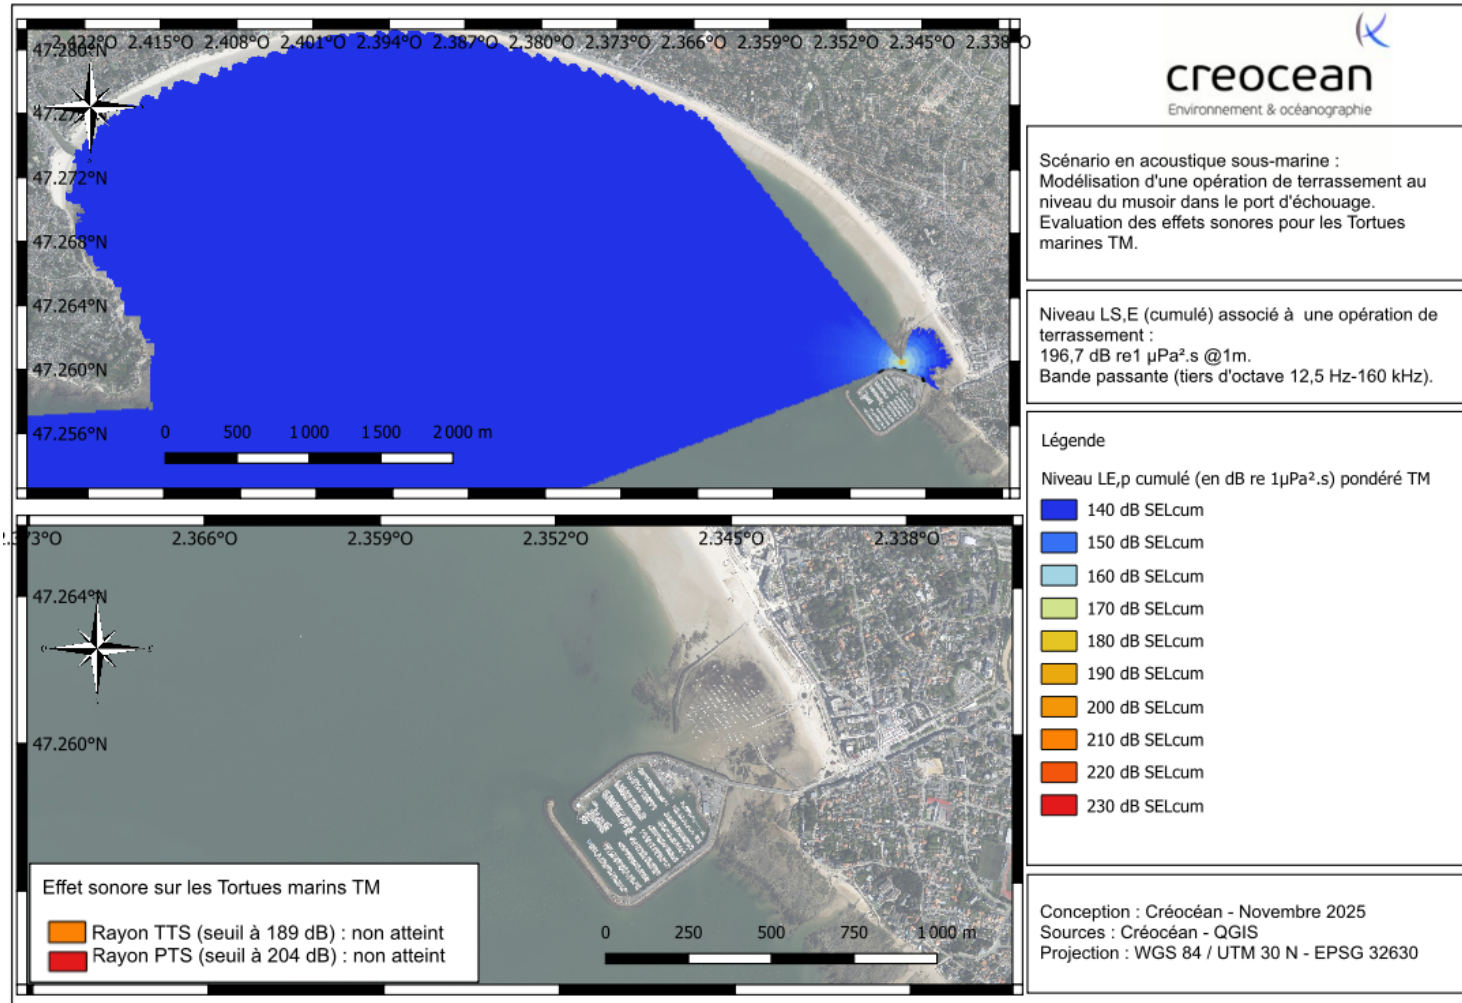 2.422°O 2.415°O 2.408°O 2.401°O 2.394°O 2.387°O 2.380°O 2.373°O 2.366°O 2.359°O 2.352°O 2.345°O 2.338°O
47.280°N
47.272°N
47.268°N
47.264°N
47.260°N
47.256°N
0 500 1 000 1 500 2 000 m
creocean
Environnement & océanographie
Scénario en acoustique sous-marine :
Modélisation d'une opération de terrassement au
niveau du musoir dans le port d'échouage.
Evaluation des effets sonores pour les Tortues
marines TM.
Niveau LS,E (cumulé) associé à une opération de
terrassement :
196,7 dB re1 µPa².s @1m.
Bande passante (tiers d'octave 12,5 Hz-160 kHz).
Légende
Niveau LE,p cumulé (en dB re 1µPa².s) pondéré TM
140 dB SELcum
150 dB SELcum
160 dB SELcum
170 dB SELcum
180 dB SELcum
190 dB SELcum
200 dB SELcum
210 dB SELcum
220 dB SELcum
230 dB SELcum
2.366°O 2.359°O 2.352°O 2.345°O 2.338°O
47.264°N
47.260°N
Effet sonore sur les Tortues marins TM
Rayon TTS (seuil à 189 dB) : non atteint
Rayon PTS (seuil à 204 dB) : non atteint
0 250 500 750 1 000 m
Conception : Créocéan - Novembre 2025
Sources : Créocéan - QGIS
Projection : WGS 84 / UTM 30 N - EPSG 32630